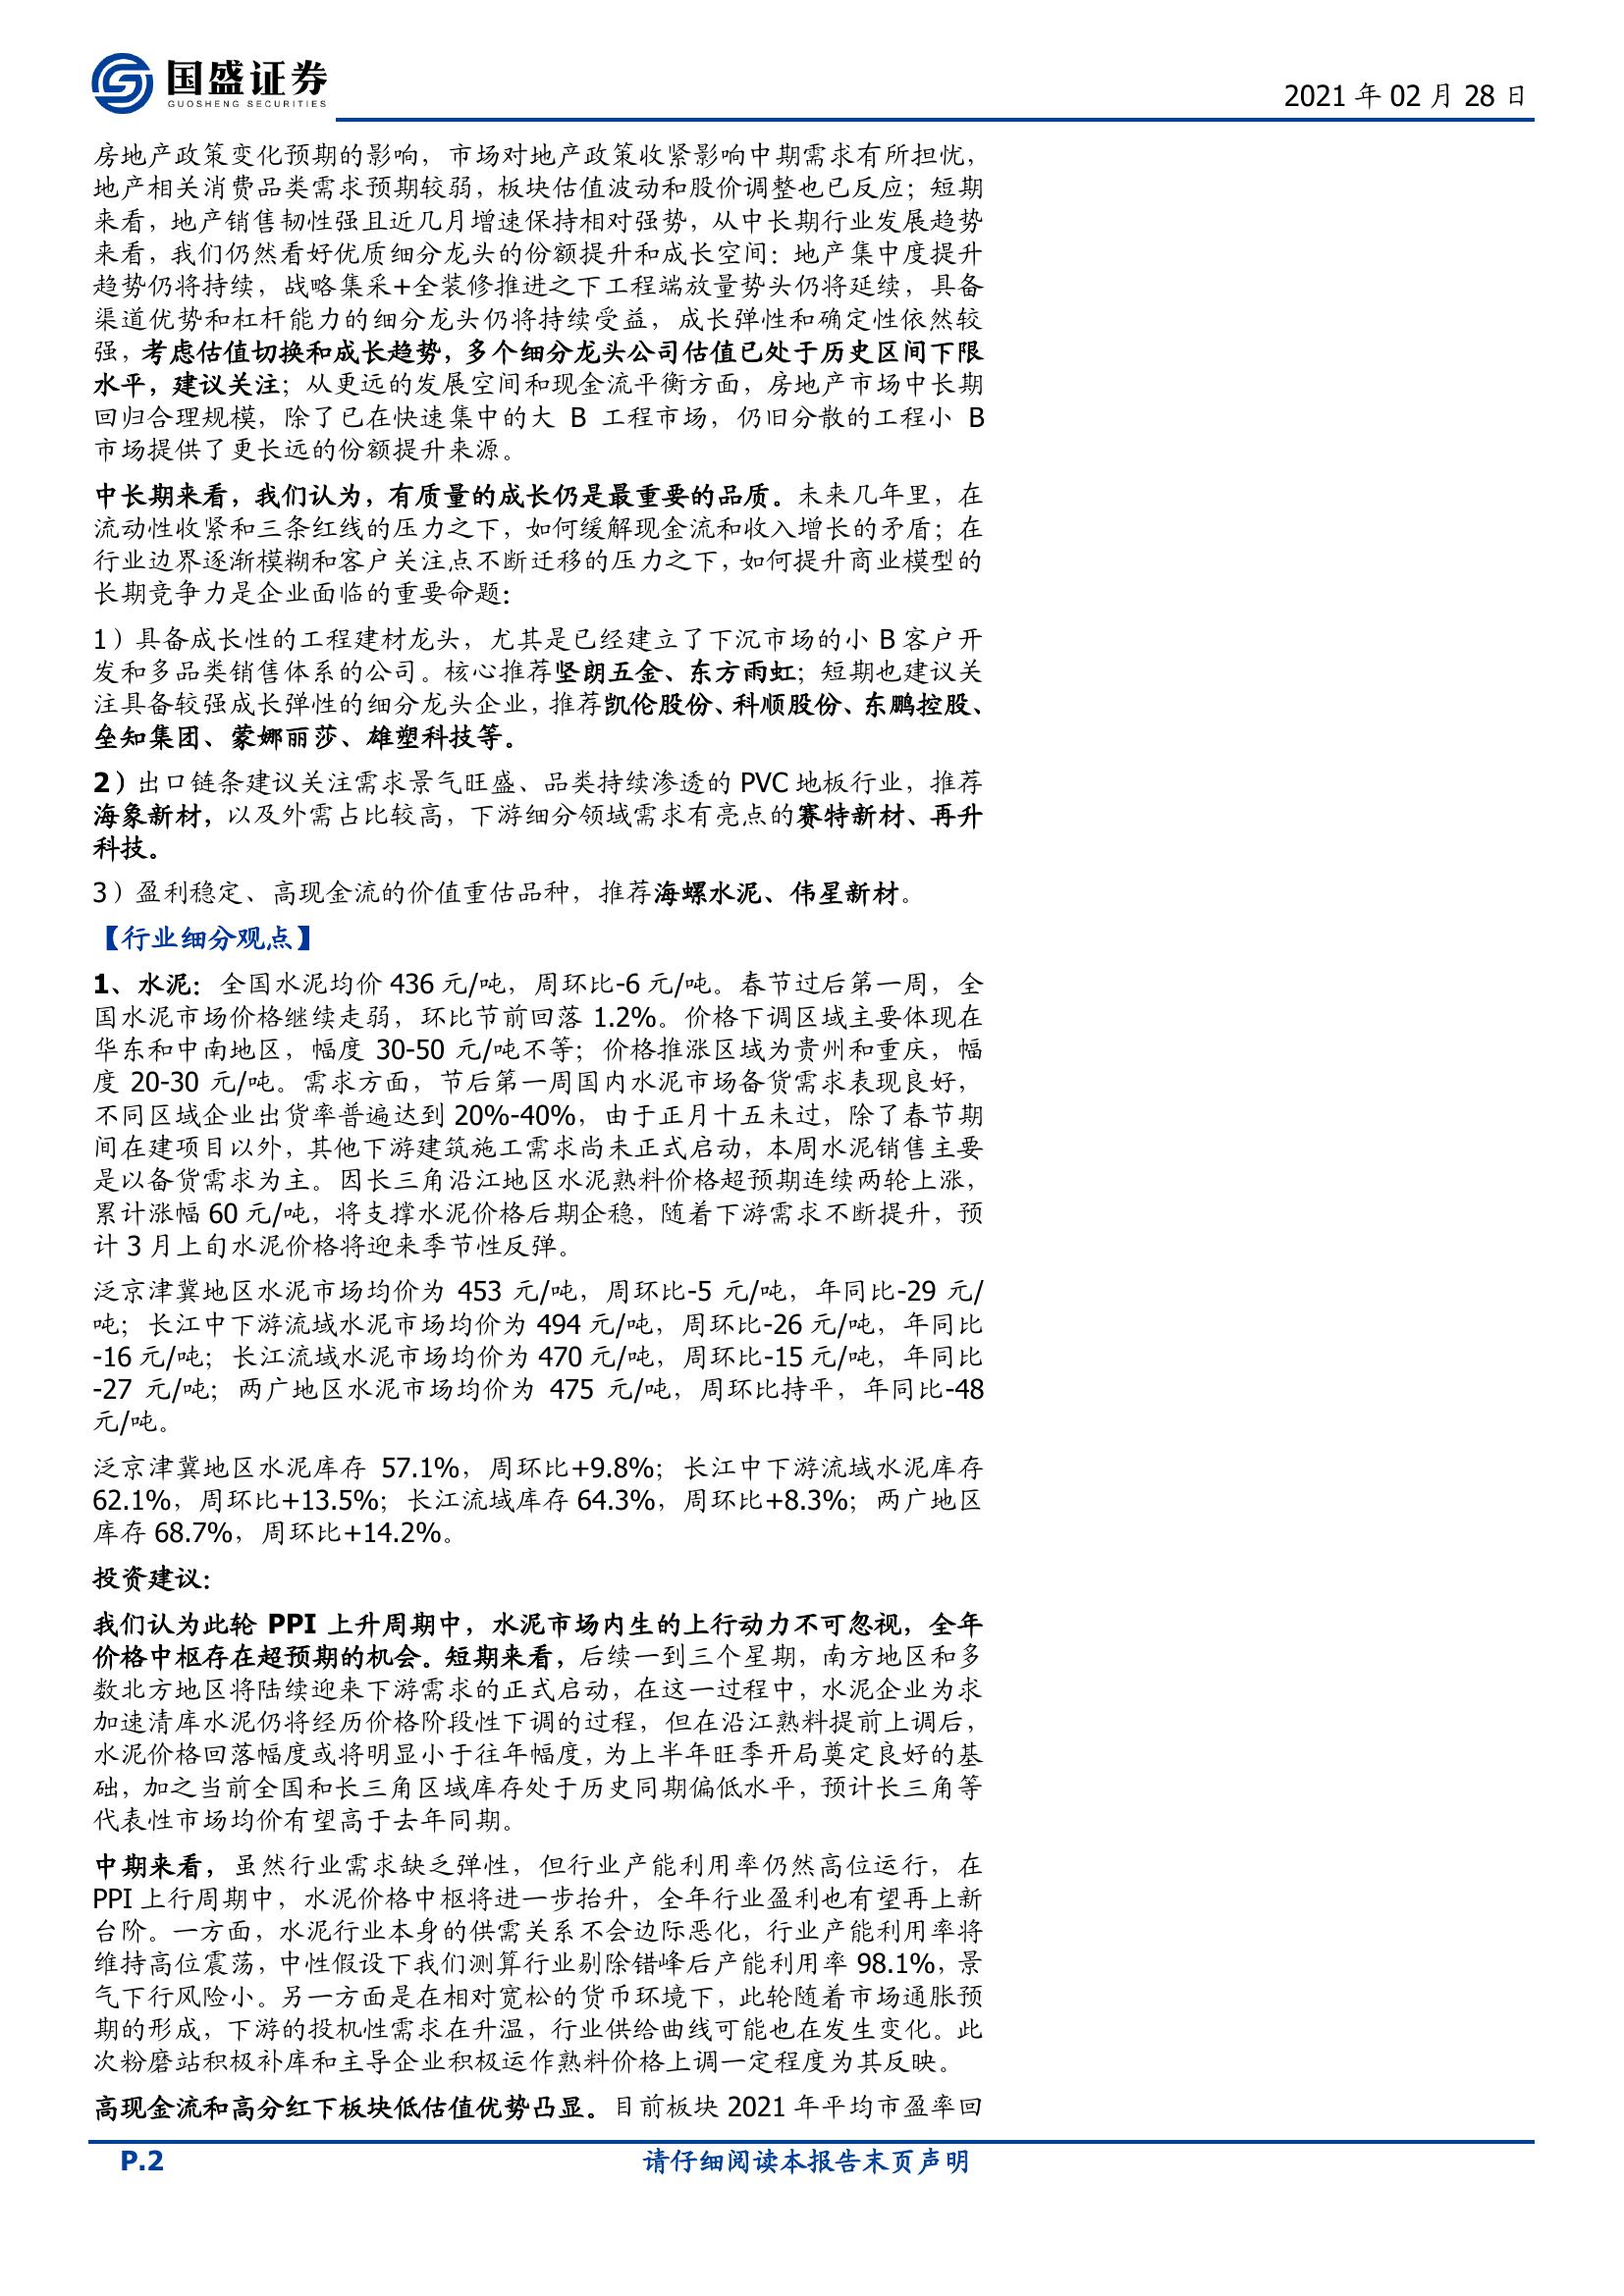 国盛证券
GUOSHENG SECURITIES
2021 年 02 月 28 日
房地产政策变化预期的影响，市场对地产政策收紧影响中期需求有所担忧，
地产相关消费品类需求预期较弱，板块估值波动和股价调整也已反应；短期
来看，地产销售韧性强且近几月增速保持相对强势，从中长期行业发展趋势
来看，我们仍然看好优质细分龙头的份额提升和成长空间：地产集中度提升
趋势仍将持续，战略集采+全装修推进之下工程端放量势头仍将延续，具备
渠道优势和杠杆能力的细分龙头仍将持续受益，成长弹性和确定性依然较
强，考虑估值切换和成长趋势，多个细分龙头公司估值已处于历史区间下限
水平，建议关注；从更远的发展空间和现金流平衡方面，房地产市场中长期
回归合理规模，除了已在快速集中的大 B 工程市场，仍旧分散的工程小 B
市场提供了更长远的份额提升来源。
中长期来看，我们认为，有质量的成长仍是最重要的品质。未来几年里，在
流动性收紧和三条红线的压力之下，如何缓解现金流和收入增长的矛盾；在
行业边界逐渐模糊和客户关注点不断迁移的压力之下，如何提升商业模型的
长期竞争力是企业面临的重要命题：
1）具备成长性的工程建材龙头，尤其是已经建立了下沉市场的小 B 客户开
发和多品类销售体系的公司。核心推荐坚朗五金、东方雨虹；短期也建议关
注具备较强成长弹性的细分龙头企业，推荐凯伦股份、科顺股份、东鹏控股、
垒知集团、蒙娜丽莎、雄塑科技等。
2）出口链条建议关注需求景气旺盛、品类持续渗透的 PVC 地板行业，推荐
海象新材，以及外需占比较高，下游细分领域需求有亮点的赛特新材、再升
科技。
3）盈利稳定、高现金流的价值重估品种，推荐海螺水泥、伟星新材。
【行业细分观点】
1、水泥：全国水泥均价 436 元/吨，周环比-6 元/吨。春节过后第一周，全
国水泥市场价格继续走弱，环比节前回落 1.2%。价格下调区域主要体现在
华东和中南地区，幅度 30-50 元/吨不等；价格推涨区域为贵州和重庆，幅
度 20-30 元/吨。需求方面，节后第一周国内水泥市场备货需求表现良好，
不同区域企业出货率普遍达到 20%-40%，由于正月十五未过，除了春节期
间在建项目以外，其他下游建筑施工需求尚未正式启动，本周水泥销售主要
是以备货需求为主。因长三角沿江地区水泥熟料价格超预期连续两轮上涨，
累计涨幅 60 元/吨，将支撑水泥价格后期企稳，随着下游需求不断提升，预
计 3 月上旬水泥价格将迎来季节性反弹。
泛京津冀地区水泥市场均价为 453 元/吨，周环比-5 元/吨，年同比-29 元/
吨；长江中下游流域水泥市场均价为 494 元/吨，周环比-26 元/吨，年同比
-16 元/吨；长江流域水泥市场均价为 470 元/吨，周环比-15 元/吨，年同比
-27 元/吨；两广地区水泥市场均价为 475 元/吨，周环比持平，年同比-48
元/吨。
泛京津冀地区水泥库存 57.1%，周环比+9.8%；长江中下游流域水泥库存
62.1%，周环比+13.5%；长江流域库存 64.3%，周环比+8.3%；两广地区
库存 68.7%，周环比+14.2%。
投资建议：
我们认为此轮 PPI 上升周期中，水泥市场内生的上行动力不可忽视，全年
价格中枢存在超预期的机会。短期来看，后续一到三个星期，南方地区和多
数北方地区将陆续迎来下游需求的正式启动，在这一过程中，水泥企业为求
加速清库水泥仍将经历价格阶段性下调的过程，但在沿江熟料提前上调后，
水泥价格回落幅度或将明显小于往年幅度，为上半年旺季开局奠定良好的基
础，加之当前全国和长三角区域库存处于历史同期偏低水平，预计长三角等
代表性市场均价有望高于去年同期。
中期来看，虽然行业需求缺乏弹性，但行业产能利用率仍然高位运行，在
PPI 上行周期中，水泥价格中枢将进一步抬升，全年行业盈利也有望再上新
台阶。一方面，水泥行业本身的供需关系不会边际恶化，行业产能利用率将
维持高位震荡，中性假设下我们测算行业剔除错峰后产能利用率 98.1%，景
气下行风险小。另一方面是在相对宽松的货币环境下，此轮随着市场通胀预
期的形成，下游的投机性需求在升温，行业供给曲线可能也在发生变化。此
次粉磨站积极补库和主导企业积极运作熟料价格上调一定程度为其反映。
高现金流和高分红下板块低估值优势凸显。目前板块 2021 年平均市盈率回
P.2
请仔细阅读本报告末页声明